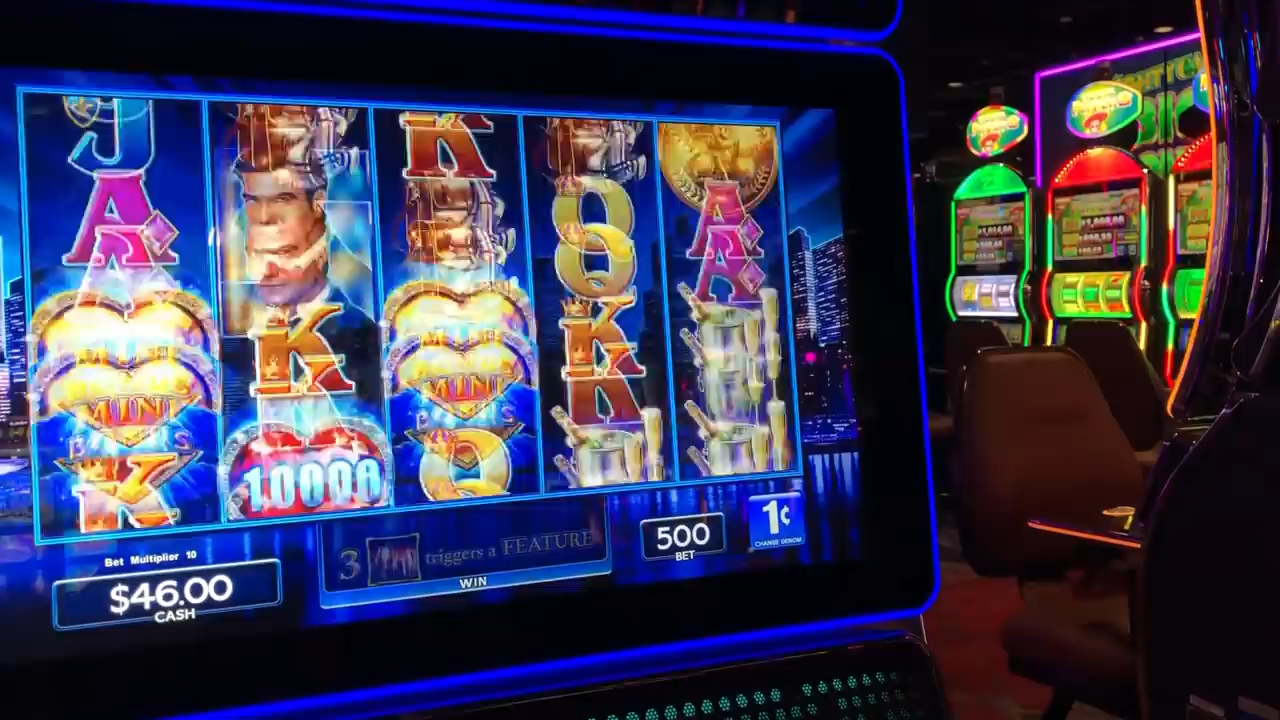 J
A
A
MINI
BONUS
K
K
10000
K
MINI
BONUS
Q
Q
Q
K
K
A
A
Bet Multiplier 10
$46.00
CASH
3 triggers a FEATURE
WIN
500
BET
1¢
CHANGE DENOM